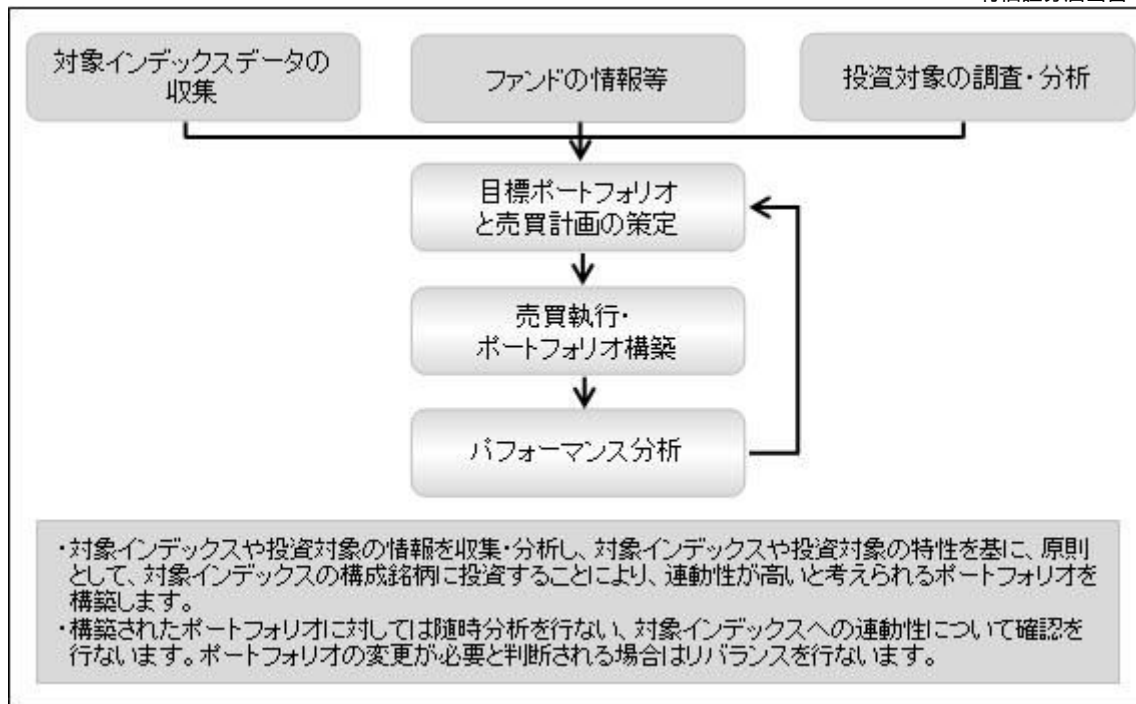 対象インデックスデータの
収集
ファンドの情報等
投資対象の調査・分析
目標ポートフォリオ
と売買計画の策定
売買執行・
ポートフォリオ構築
パフォーマンス分析
・対象インデックスや投資対象の情報を収集・分析し、対象インデックスや投資対象の特性を基に、原則
として、対象インデックスの構成銘柄に投資することにより、連動性が高いと考えられるポートフォリオを
構築します。
・構築されたポートフォリオに対しては随時分析を行ない、対象インデックスへの連動性について確認を
行ないます。ポートフォリオの変更が必要と判断される場合はリバランスを行ないます。